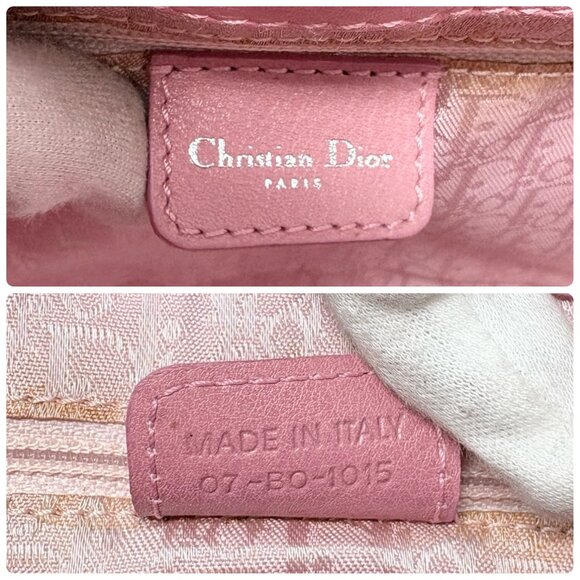 Christian Dior
PARIS
MADE IN ITALY
07-BO-1015